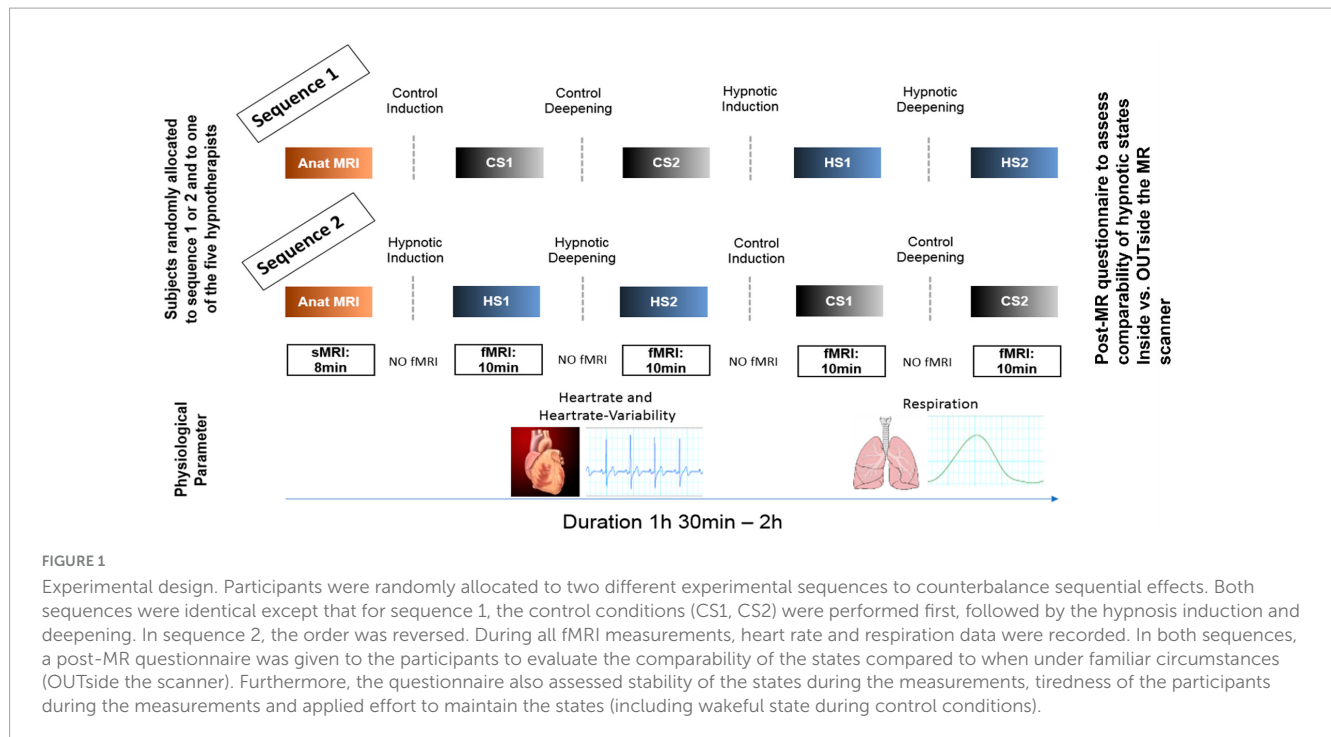 Subjects randomly allocated
to sequence 1 or 2 and to one
of the five hypnotherapists
Sequence 1
Control
Induction
Control
Deepening
Hypnotic
Induction
Hypnotic
Deepening
Anat MRI
CS1
CS2
HS1
HS2
Sequence 2
Hypnotic
Induction
Hypnotic
Deepening
Control
Induction
Control
Deepening
Anat MRI
HS1
HS2
CS1
CS2
sMRI:
8min
NO fMRI
fMRI:
10min
NO fMRI
fMRI:
10min
NO fMRI
fMRI:
10min
NO fMRI
fMRI:
10min
Post-MR questionnaire to assess
comparability of hypnotic states
Inside vs. OUTside the MR
scanner
Physiological
Parameter
Heartrate and
Heartrate-Variability
Respiration
Duration 1h 30min – 2h
FIGURE 1
Experimental design. Participants were randomly allocated to two different experimental sequences to counterbalance sequential effects. Both
sequences were identical except that for sequence 1, the control conditions (CS1, CS2) were performed first, followed by the hypnosis induction and
deepening. In sequence 2, the order was reversed. During all fMRI measurements, heart rate and respiration data were recorded. In both sequences,
a post-MR questionnaire was given to the participants to evaluate the comparability of the states compared to when under familiar circumstances
(OUTside the scanner). Furthermore, the questionnaire also assessed stability of the states during the measurements, tiredness of the participants
during the measurements and applied effort to maintain the states (including wakeful state during control conditions).